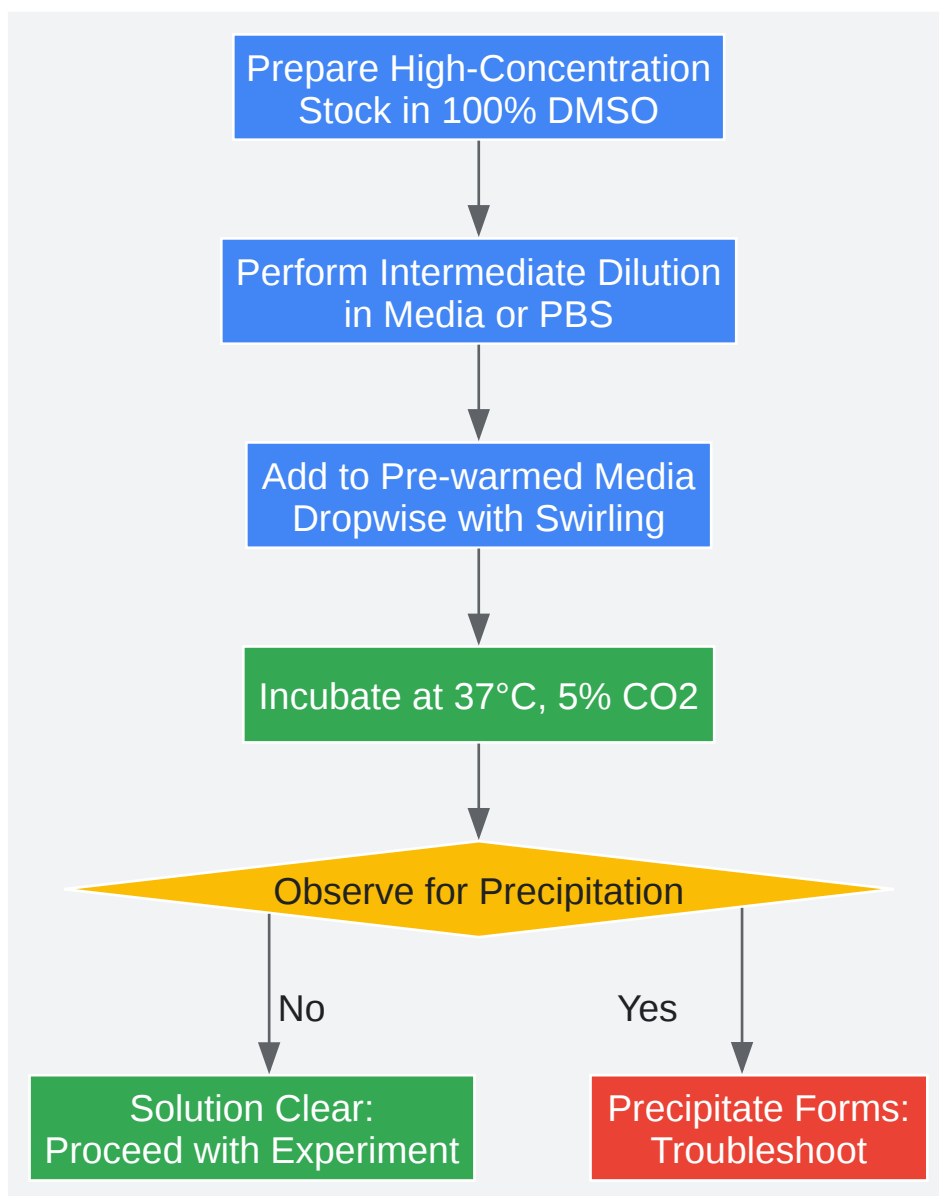 Prepare High-Concentration
Stock in 100% DMSO
Perform Intermediate Dilution
in Media or PBS
Add to Pre-warmed Media
Dropwise with Swirling
Incubate at 37°C, 5% CO2
Observe for Precipitation
No
Yes
Solution Clear:
Proceed with Experiment
Precipitate Forms:
Troubleshoot